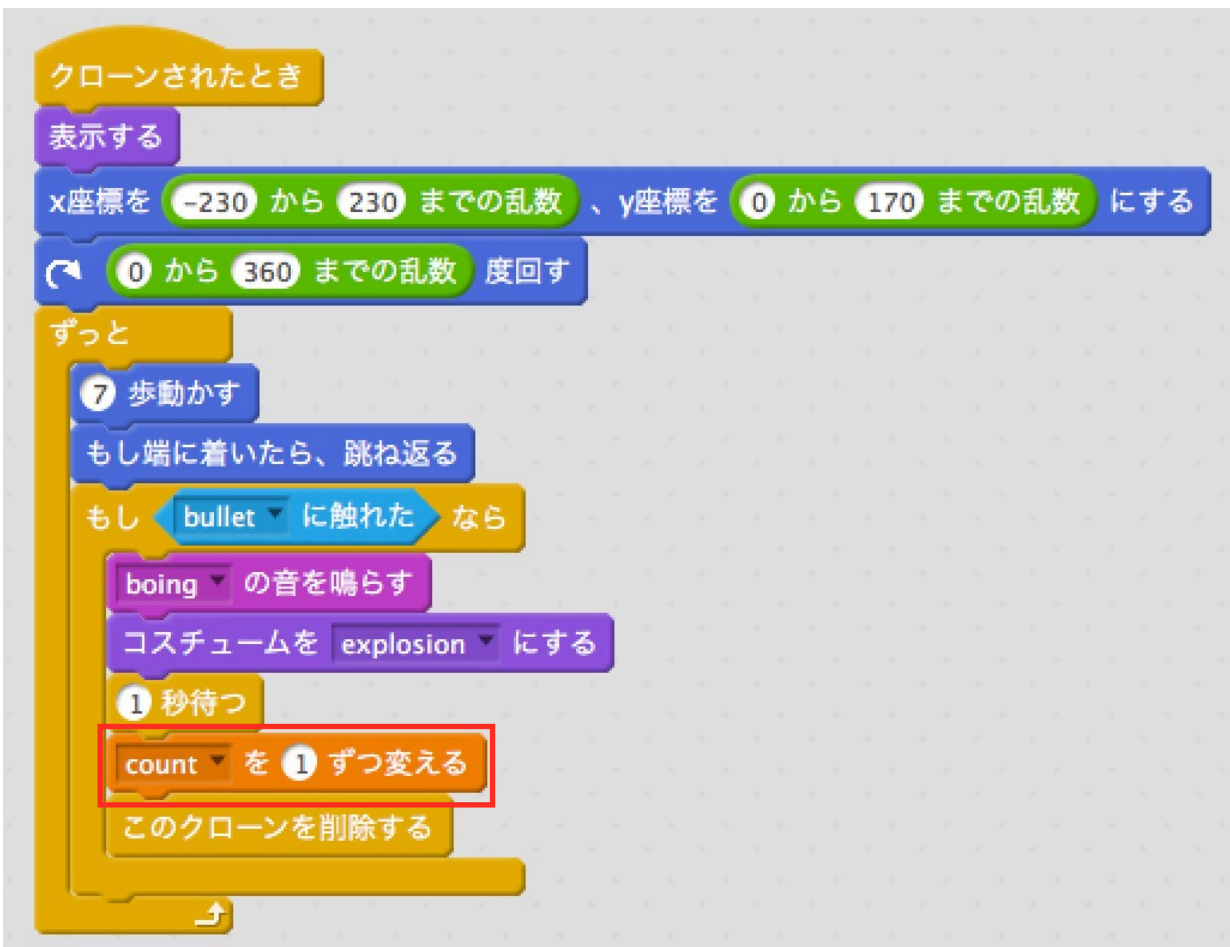 クローンされたとき
表示する
x座標を -230 から 230 までの乱数 、y座標を 0 から 170 までの乱数 にする
0 から 360 までの乱数 度回す
ずっと
7 歩動かす
もし端に着いたら、跳ね返る
もし bullet に触れた なら
boing の音を鳴らす
コスチュームを explosion にする
1 秒待つ
count を 1 ずつ変える
このクローンを削除する